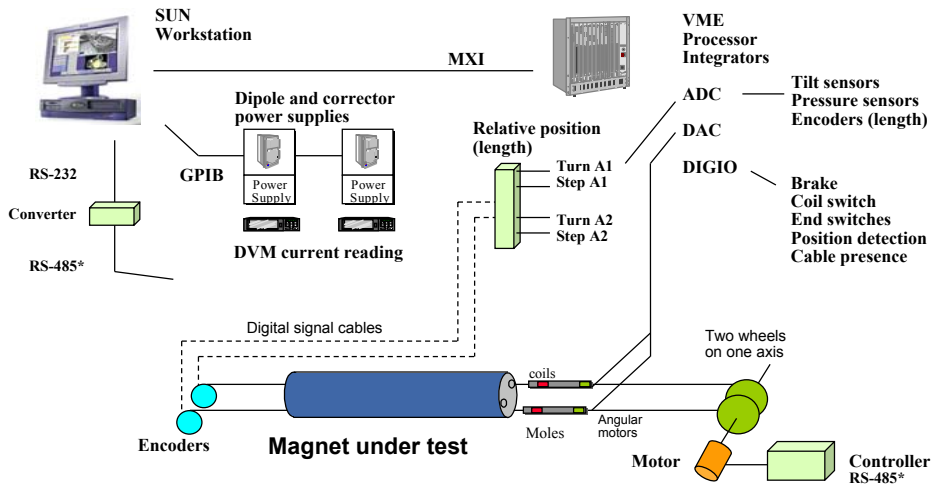 SUN
Workstation
MXI
VME
Processor
Integrators
ADC
DAC
DIGIO
Tilt sensors
Pressure sensors
Encoders (length)
Brake
Coil switch
End switches
Position detection
Cable presence
Dipole and corrector
power supplies
GPIB
Power
Supply
Power
Supply
DVM current reading
Relative position
(length)
Turn A1
Step A1
Turn A2
Step A2
RS-232
Converter
RS-485*
Digital signal cables
Two wheels
on one axis
coils
Moles
Angular
motors
Encoders
Magnet under test
Motor
Controller
RS-485*